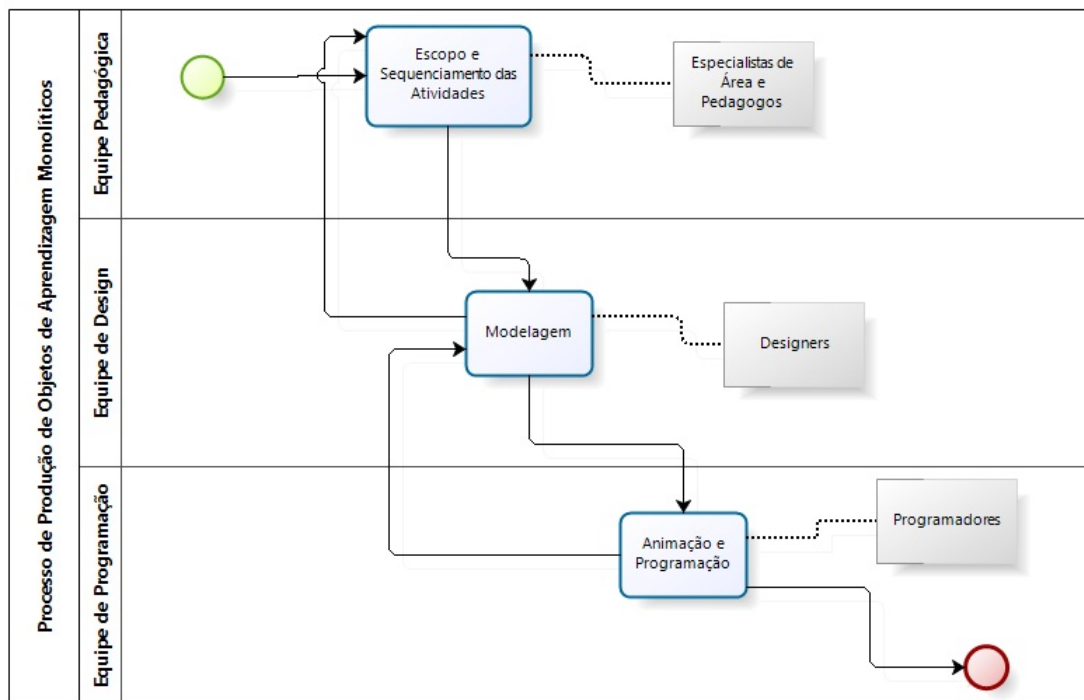 Processo de Produção de Objetos de Aprendizagem Monolíticos
Equipe Pedagógica
Escopo e
Sequenciamento das
Atividades
Especialistas de
Área e
Pedagogos
Equipe de Design
Modelagem
Designers
Equipe de Programação
Animação e
Programação
Programadores